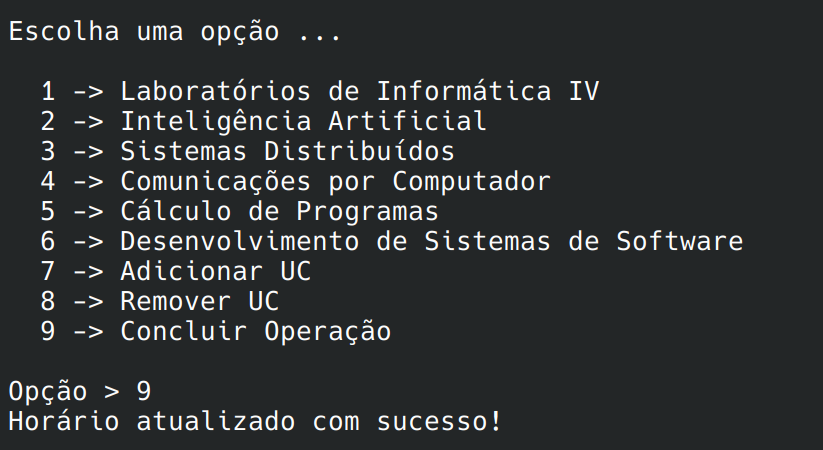 Escolha uma opção ...
1 -> Laboratórios de Informática IV
2 -> Inteligência Artificial
3 -> Sistemas Distribuídos
4 -> Comunicações por Computador
5 -> Cálculo de Programas
6 -> Desenvolvimento de Sistemas de Software
7 -> Adicionar UC
8 -> Remover UC
9 -> Concluir Operação
Opção > 9
Horário atualizado com sucesso!